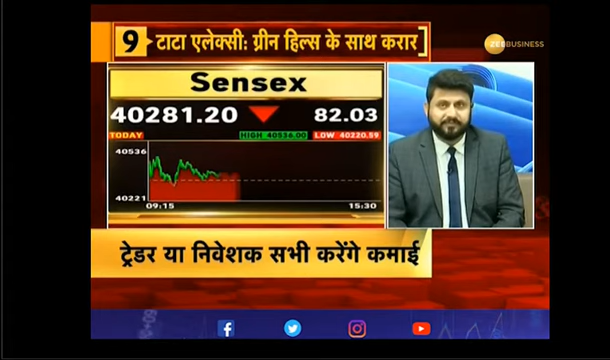 9 टाटा एलेक्सी: ग्रीन हिल्स के साथ करार
ZEEBUSINESS
Sensex
40281.20 82.03
TODAY HIGH 40536.00 LOW 40220.59
40536
40221
09:15 15:30
ट्रेडर या निवेशक सभी करेंगे कमाई